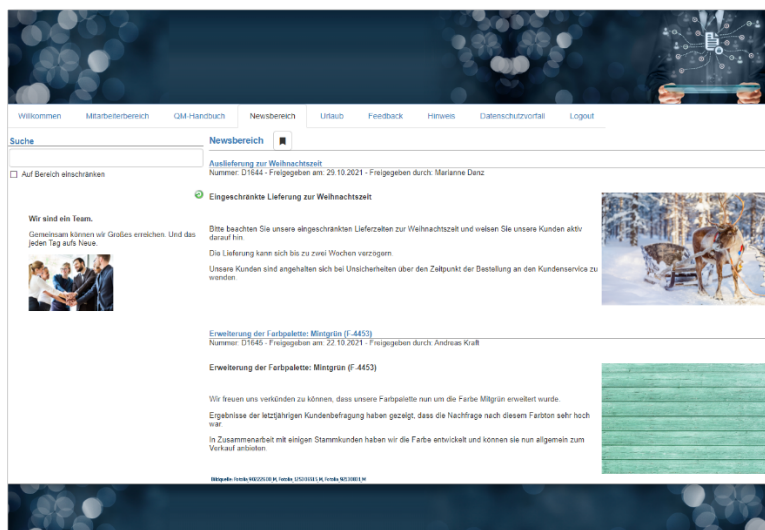 Willkommen Mitarbeiterbereich QM-Handbuch Newsbereich Urlaub Feedback Hinweis Datenschutzvorfall Logout
Suche
Auf Bereich einschränken
Wir sind ein Team.
Gemeinsam können wir Großes erreichen. Und das
jeden Tag aufs Neue.
Newsbereich
Auslieferung zur Weihnachtszeit
Nummer: D1644 - Freigegeben am: 29.10.2021 - Freigegeben durch: Marianne Danz
Eingeschränkte Lieferung zur Weihnachtszeit
Bitte beachten Sie unsere eingeschränkten Lieferzeiten zur Weihnachtszeit und weisen Sie unsere Kunden aktiv
darauf hin.
Die Lieferung kann sich bis zu zwei Wochen verzögern.
Unsere Kunden sind angehalten sich bei Unsicherheiten über den Zeitpunkt der Bestellung an den Kundenservice zu
wenden.
Erweiterung der Farbpalette: Mintgrün (F-4453)
Nummer: D1645 - Freigegeben am: 22.10.2021 - Freigegeben durch: Andreas Kraft
Erweiterung der Farbpalette: Mintgrün (F-4453)
Wir freuen uns verkünden zu können, dass unsere Farbpalette nun um die Farbe Mitgrün erweitert wurde.
Ergebnisse der letztjährigen Kundenbefragung haben gezeigt, dass die Nachfrage nach diesem Farbton sehr hoch
war.
In Zusammenarbeit mit einigen Stammkunden haben wir die Farbe entwickelt und können sie nun allgemein zum
Verkauf anbieten.
Bildquelle: